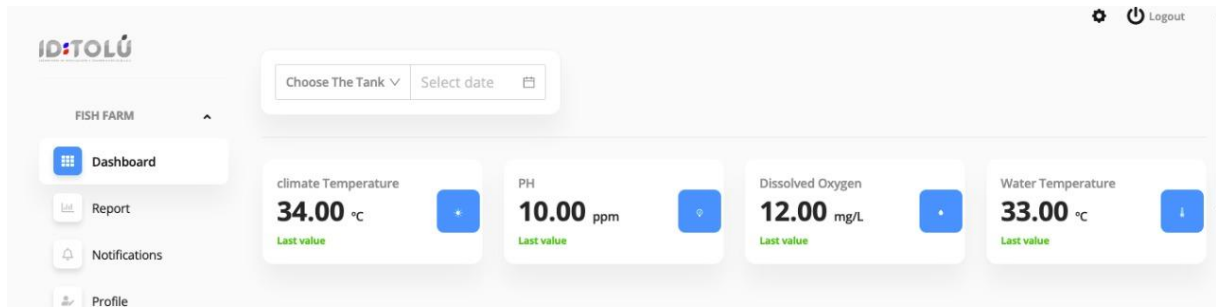 Logout
ID:TOLÚ
Choose The Tank
Select date
FISH FARM
Dashboard
Report
Notifications
Profile
climate Temperature
34.00 °C
Last value
PH
10.00 ppm
Last value
Dissolved Oxygen
12.00 mg/L
Last value
Water Temperature
33.00 °C
Last value